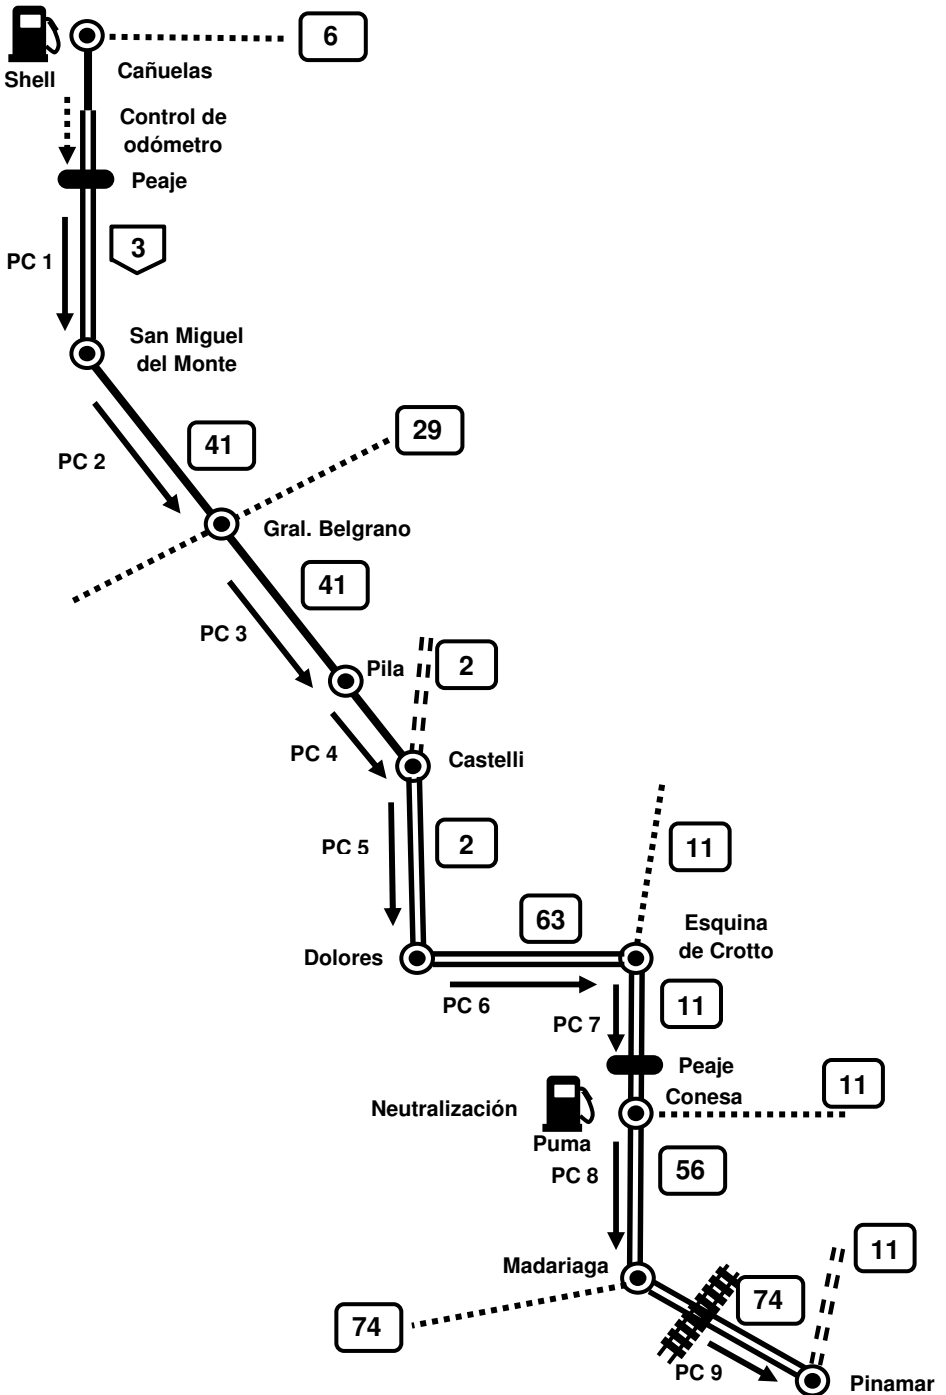 6
Shell
Cañuelas
Control de
odómetro
Peaje
PC 1
3
San Miguel
del Monte
PC 2
41
29
Gral. Belgrano
41
PC 3
Pila
2
PC 4
Castelli
PC 5
2
11
63
Esquina
de Crotto
Dolores
PC 6
11
PC 7
Peaje
11
Conesa
Neutralización
Puma
PC 8
56
11
Madariaga
74
74
PC 9
Pinamar